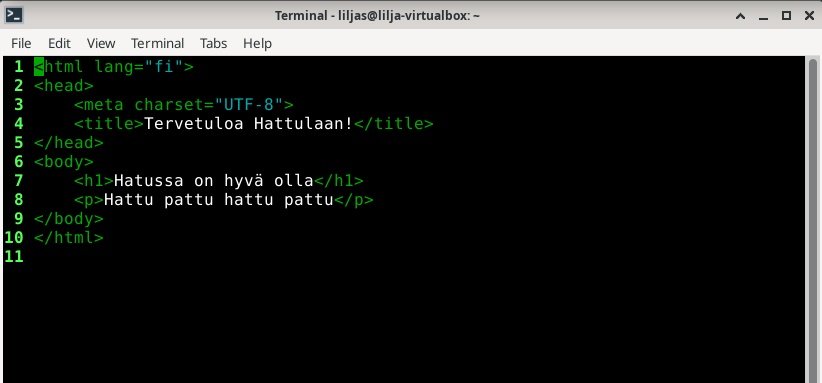 Terminal - liljas@lilja-virtualbox: ~
File Edit View Terminal Tabs Help
1 <html lang="fi">
2 <head>
3     <meta charset="UTF-8">
4     <title>Tervetuloa Hattulaan!</title>
5 </head>
6 <body>
7     <h1>Hatussa on hyvä olla</h1>
8     <p>Hattu pattu hattu pattu</p>
9 </body>
10 </html>
11